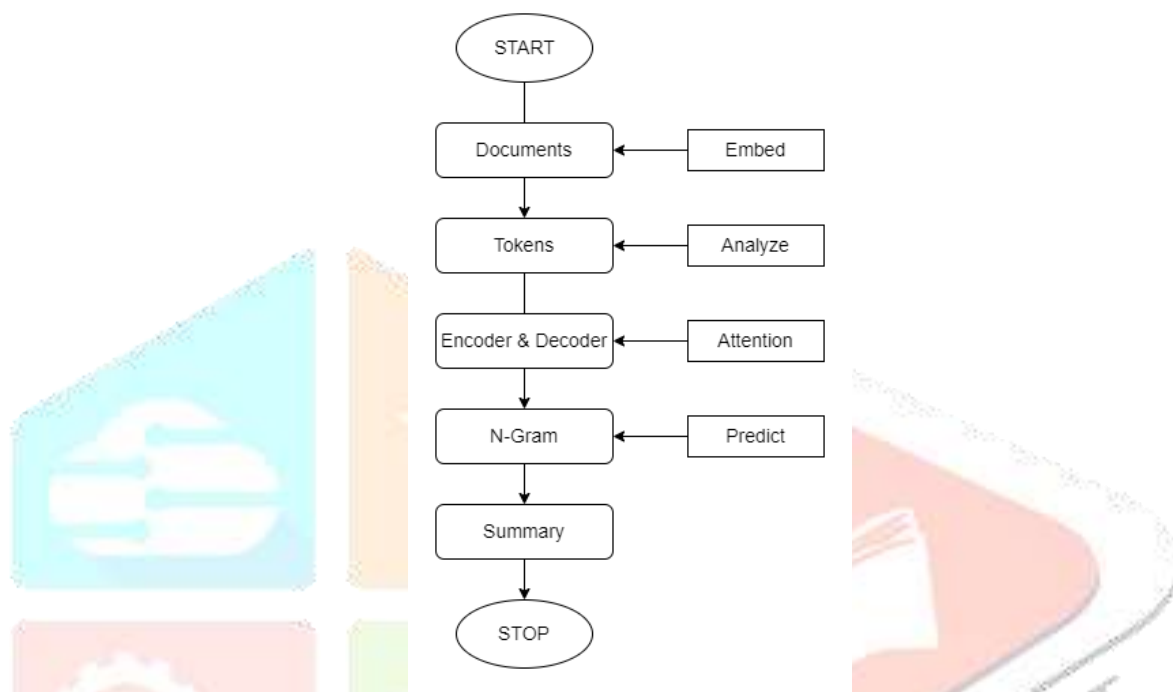 START
Documents
Embed
Tokens
Analyze
Encoder & Decoder
Attention
N-Gram
Predict
Summary
STOP